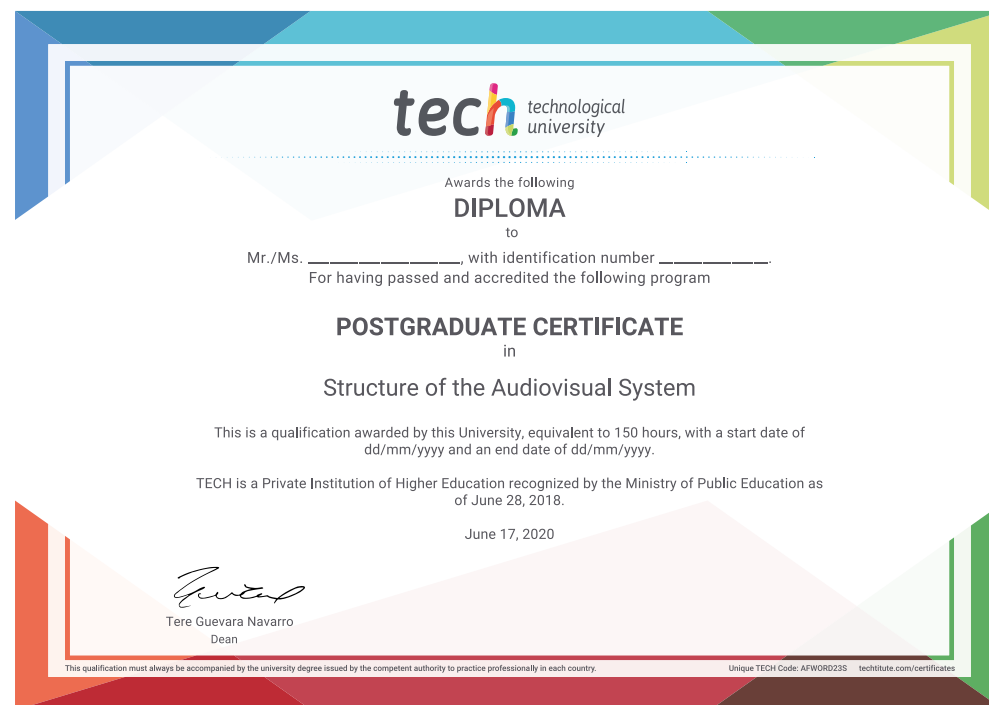 tech technological
university
Awards the following
DIPLOMA
to
Mr./Ms. ____________________, with identification number ______________.
For having passed and accredited the following program
POSTGRADUATE CERTIFICATE
in
Structure of the Audiovisual System
This is a qualification awarded by this University, equivalent to 150 hours, with a start date of
dd/mm/yyyy and an end date of dd/mm/yyyy.
TECH is a Private Institution of Higher Education recognized by the Ministry of Public Education as
of June 28, 2018.
June 17, 2020
Tere Guevara Navarro
Dean
This qualification must always be accompanied by the university degree issued by the competent authority to practice professionally in each country.
Unique TECH Code: AFWORD23S techtitute.com/certificates